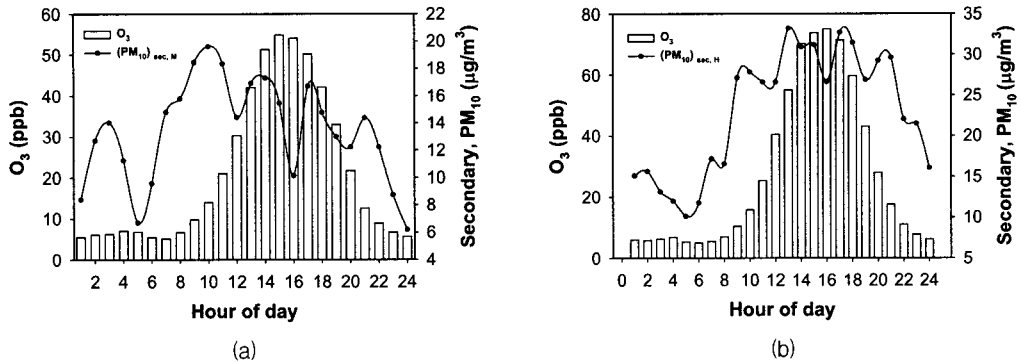 O₃
(PM₁₀) sec, M
O₃ (ppb)
60
50
40
30
20
10
0
22
20
18
16
14
12
10
8
6
4
Secondary, PM₁₀ (μg/m³)
2 4 6 8 10 12 14 16 18 20 22 24
Hour of day
(a)
O₃
(PM₁₀) sec, H
O₃ (ppb)
80
60
40
20
0
35
30
25
20
15
10
5
Secondary, PM₁₀ (μg/m³)
0 2 4 6 8 10 12 14 16 18 20 22 24
Hour of day
(b)